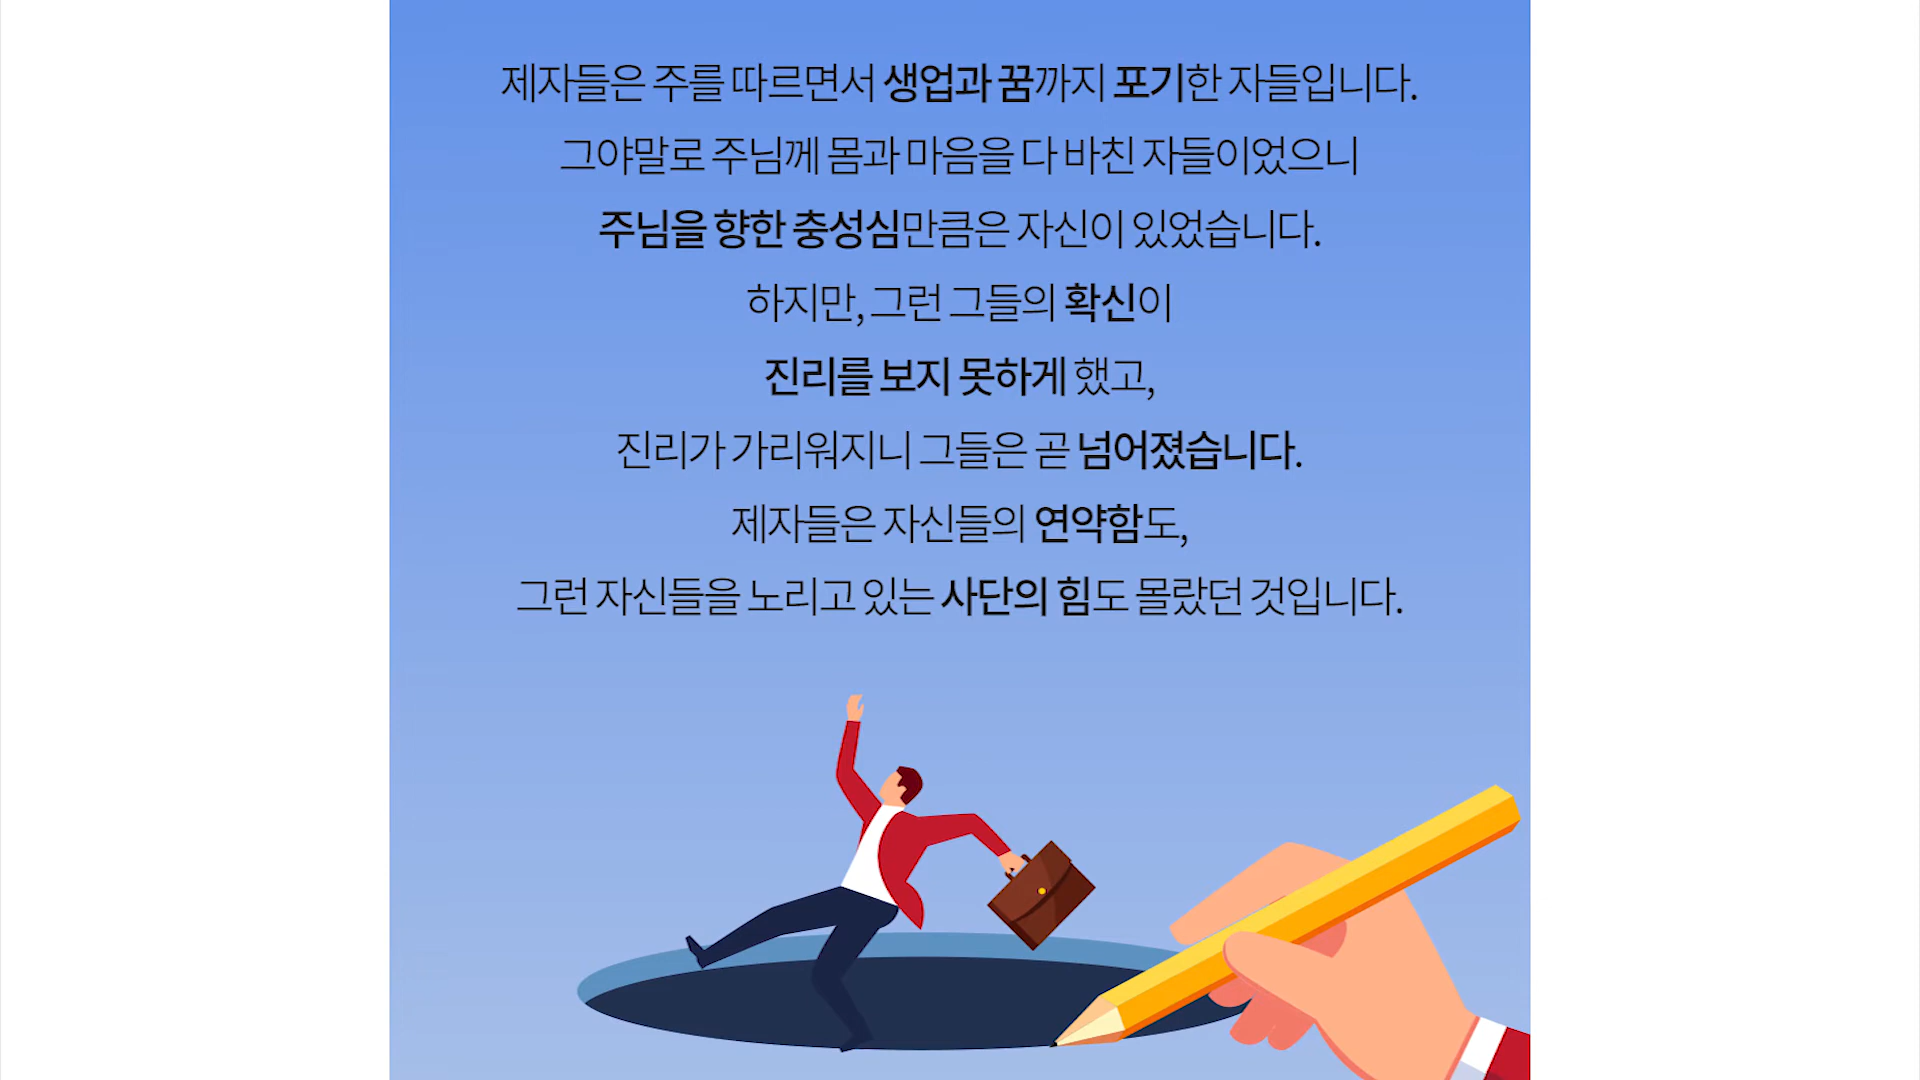 제자들은 주를 따르면서 생업과 꿈까지 포기한 자들입니다.
그야말로 주님께 몸과 마음을 다 바친 자들이었으니
주님을 향한 충성심만큼은 자신이 있었습니다.
하지만, 그런 그들의 확신이
진리를 보지 못하게 했고,
진리가 가리워지니 그들은 곧 넘어졌습니다.
제자들은 자신들의 연약함도,
그런 자신들을 노리고 있는 사단의 힘도 몰랐던 것입니다.